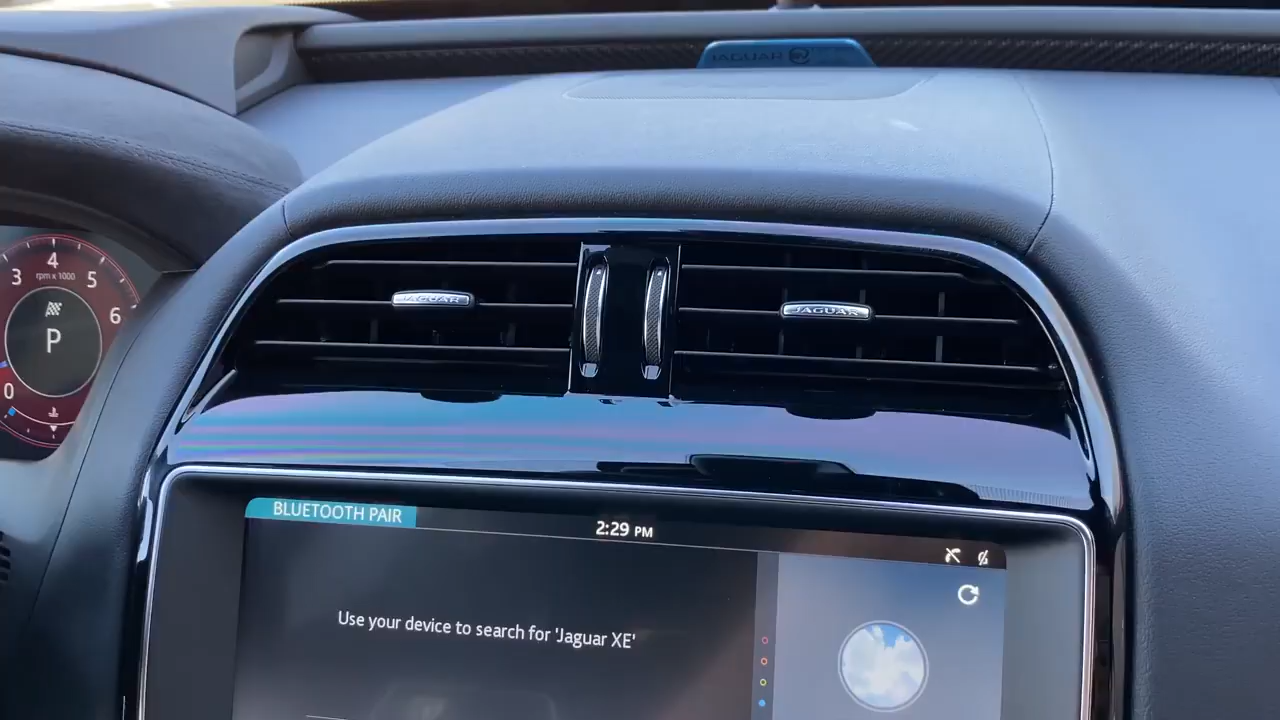 JAGUAR
4
3
5
rpm x 1000
6
P
0
JAGUAR
JAGUAR
BLUETOOTH PAIR
2:29 PM
Use your device to search for 'Jaguar XE'